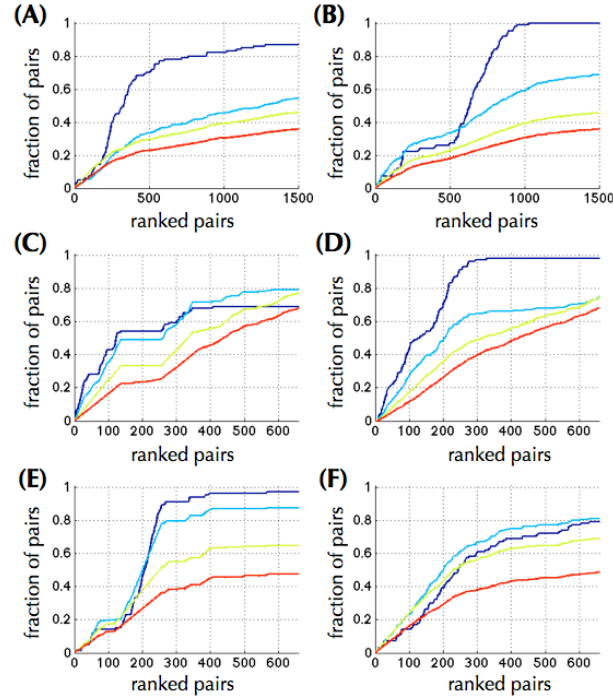 (A) (B)
fraction of pairs 1 0.8 0.6 0.4 0.2 0 fraction of pairs 1 0.8 0.6 0.4 0.2 0
0 500 1000 1500 0 500 1000 1500
ranked pairs ranked pairs
(C) (D)
fraction of pairs 1 0.8 0.6 0.4 0.2 0 fraction of pairs 1 0.8 0.6 0.4 0.2 0
0 100 200 300 400 500 600 0 100 200 300 400 500 600
ranked pairs ranked pairs
(E) (F)
fraction of pairs 1 0.8 0.6 0.4 0.2 0 fraction of pairs 1 0.8 0.6 0.4 0.2 0
0 100 200 300 400 500 600 0 100 200 300 400 500 600
ranked pairs ranked pairs